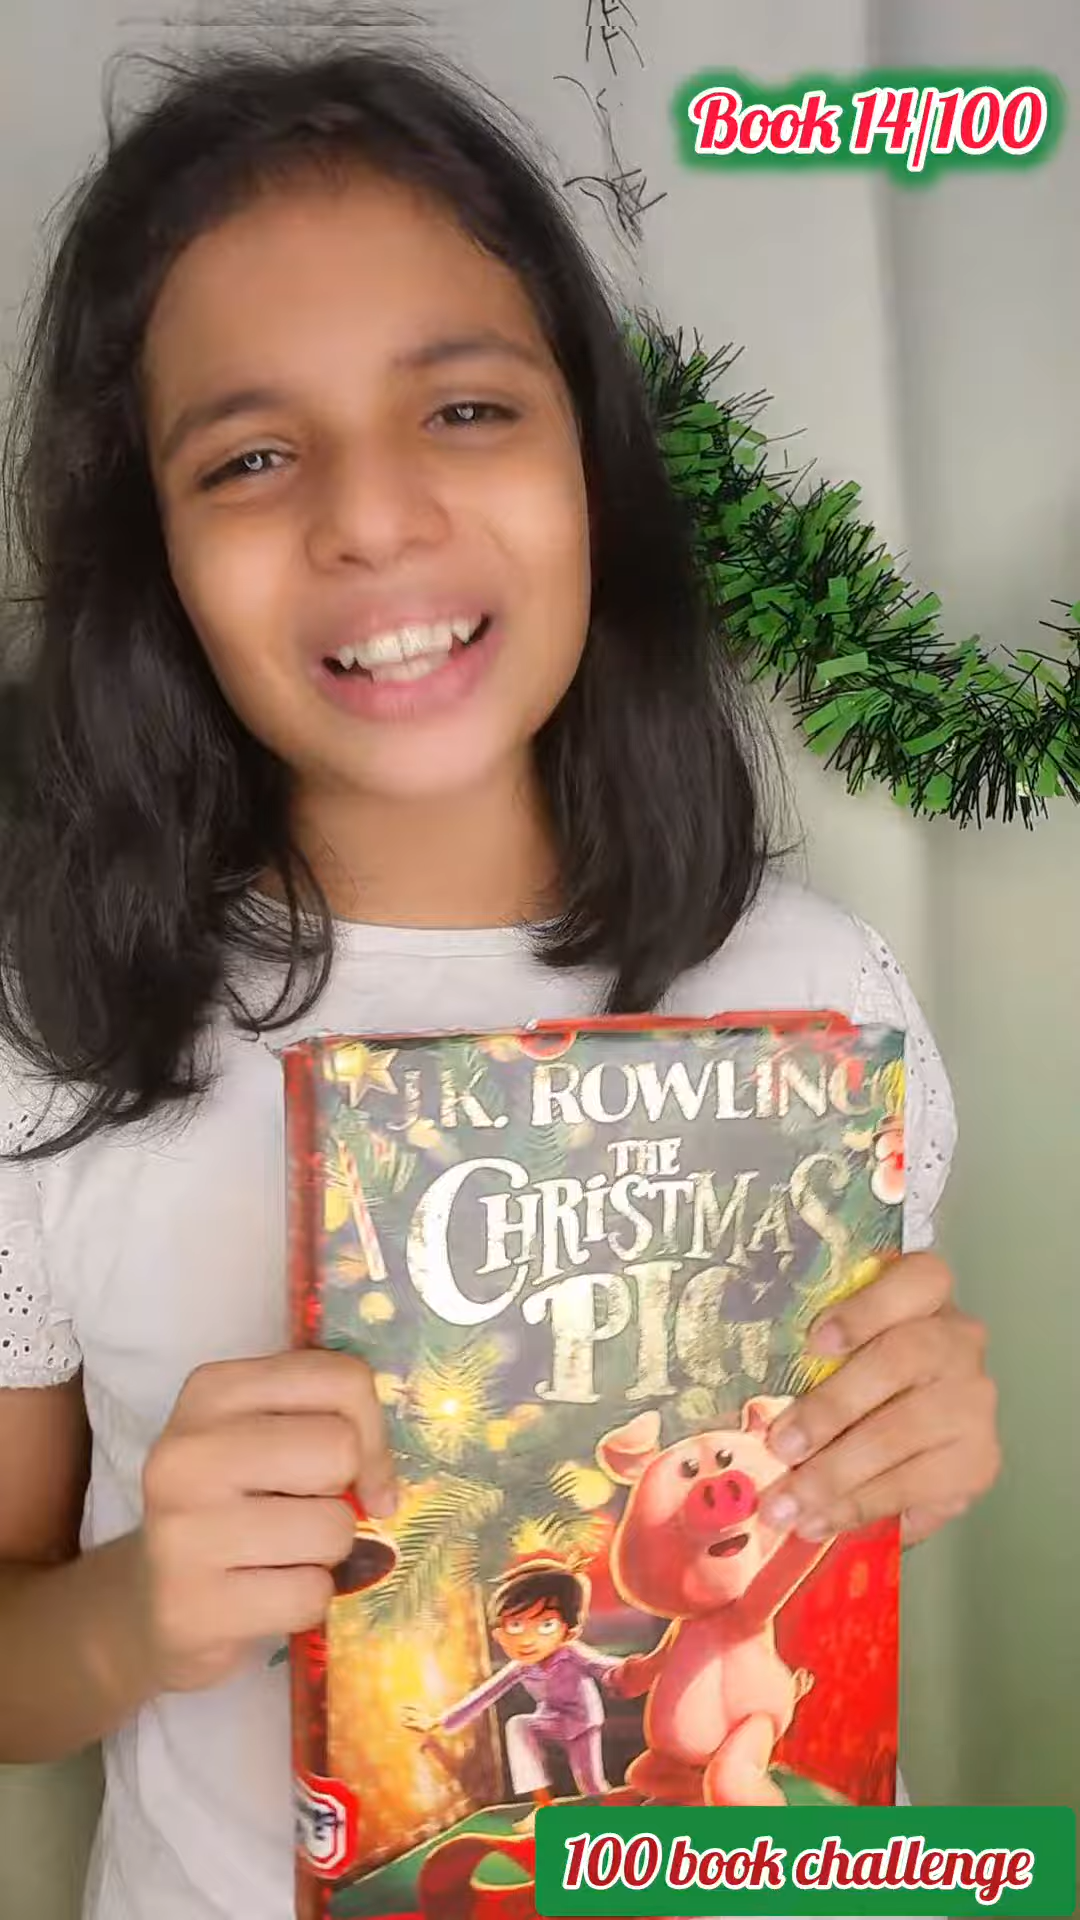 Book 14/100
J.K. ROWLING
THE
CHRISTMAS
PIG
100 book challenge